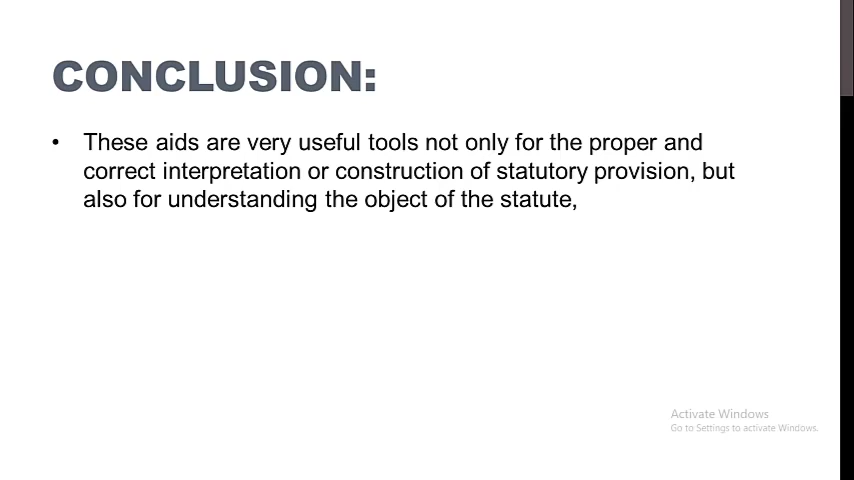 CONCLUSION:
• These aids are very useful tools not only for the proper and
correct interpretation or construction of statutory provision, but
also for understanding the object of the statute,
Activate Windows
Go to Settings to activate Windows.